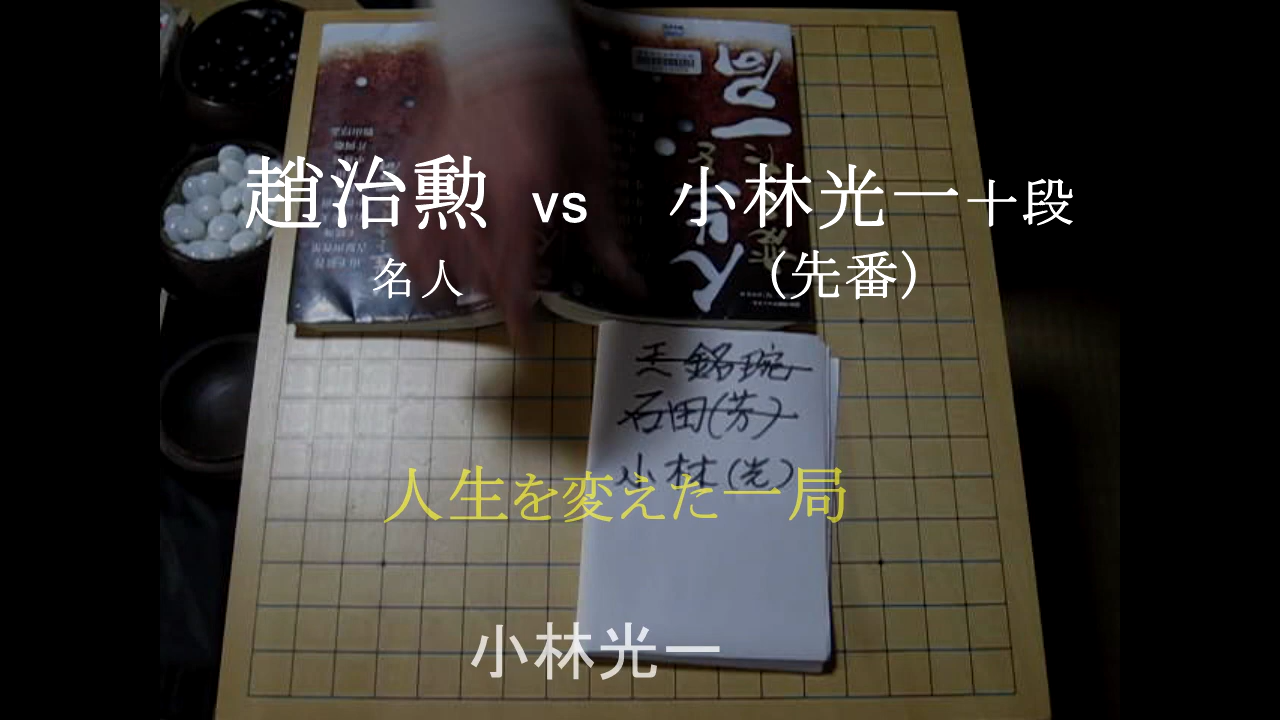 趙治勲 vs 小林光一十段
名人 (先番)
王銘琬
石田(芳)
小林(光)
人生を変えた一局
小林光一